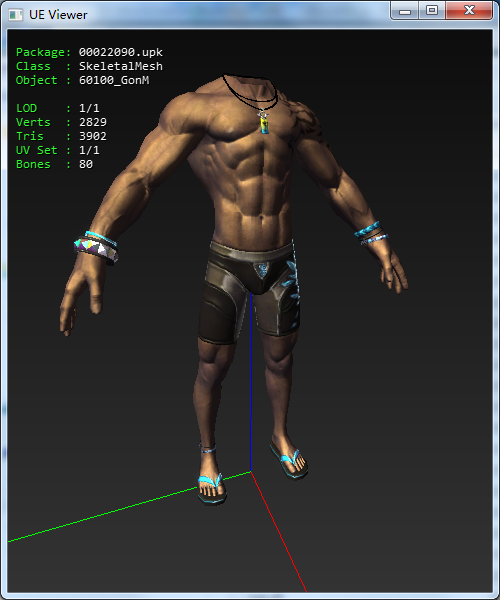 UE Viewer
Package: 00022090.upk
Class  : SkeletalMesh
Object : 60100_GonM
LOD    : 1/1
Verts  : 2829
Tris   : 3902
UV Set : 1/1
Bones  : 80